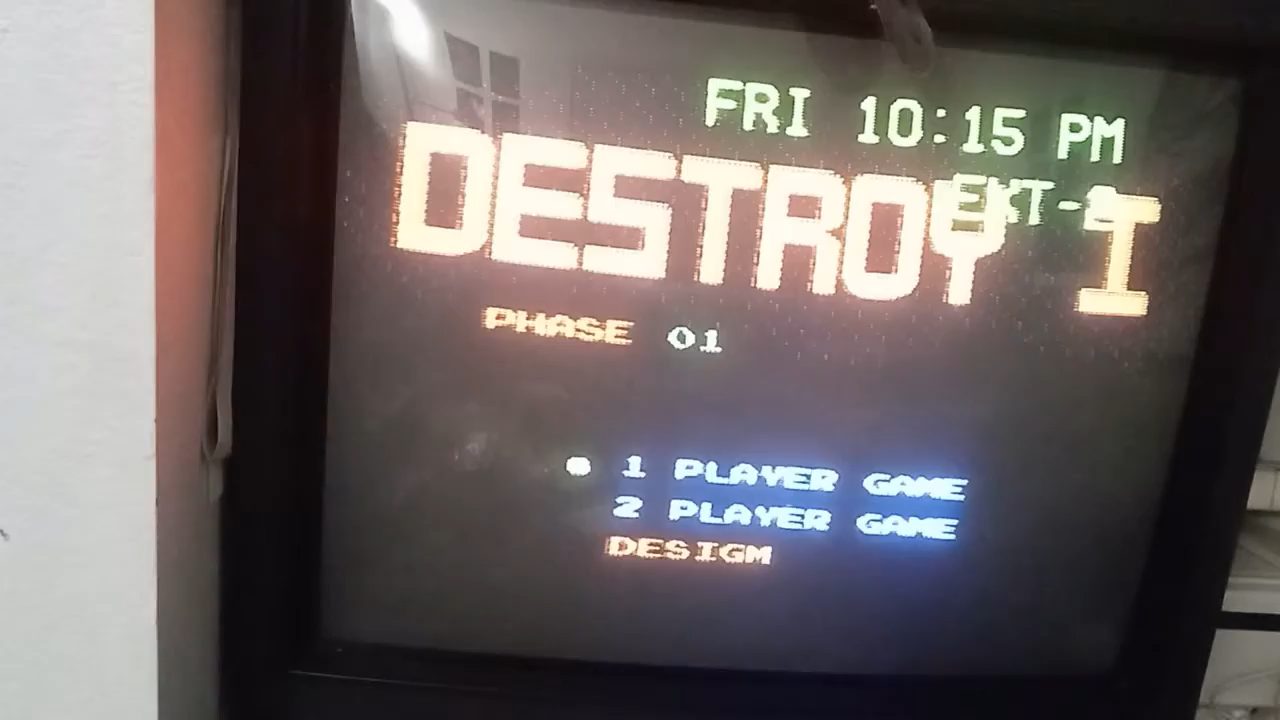 FRI 10:15 PM
DESTROY I
PHASE 01
1 PLAYER GAME
2 PLAYER GAME
DESIGM